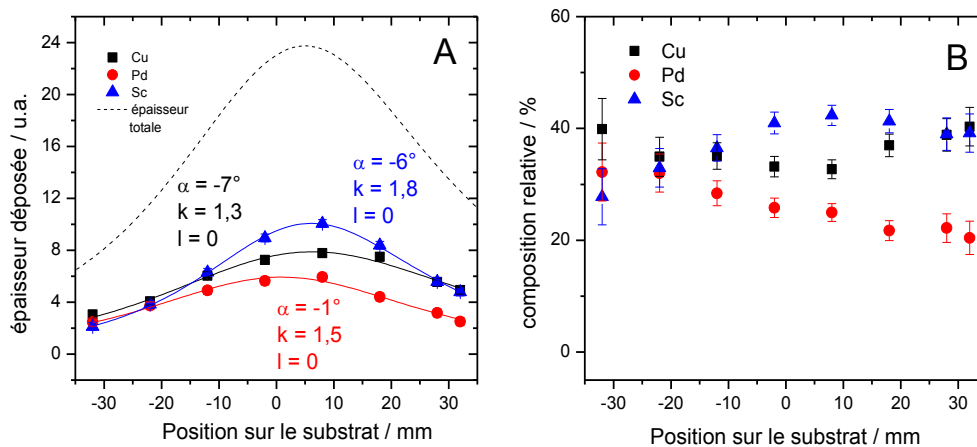 A
24
20
16
12
8
4
0
épaisseur déposée / u.a.
Cu
Pd
Sc
épaisseur
totale
α = -7°
k = 1,3
l = 0
α = -6°
k = 1,8
l = 0
α = -1°
k = 1,5
l = 0
-30 -20 -10 0 10 20 30
Position sur le substrat / mm
B
60
40
20
0
composition relative / %
Cu
Pd
Sc
-30 -20 -10 0 10 20 30
Position sur le substrat / mm